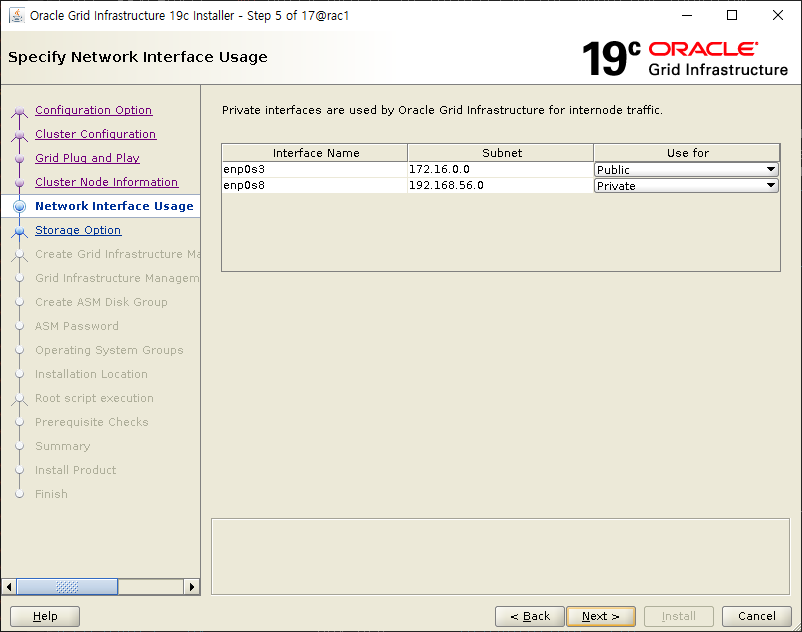 Oracle Grid Infrastructure 19c Installer - Step 5 of 17@rac1
Specify Network Interface Usage
19c ORACLE
Grid Infrastructure
Configuration Option
Cluster Configuration
Grid Plug and Play
Cluster Node Information
Network Interface Usage
Storage Option
Create Grid Infrastructure Ma
Grid Infrastructure Managem
Create ASM Disk Group
ASM Password
Operating System Groups
Installation Location
Root script execution
Prerequisite Checks
Summary
Install Product
Finish
Private interfaces are used by Oracle Grid Infrastructure for internode traffic.
Interface Name Subnet Use for
enp0s3 172.16.0.0 Public
enp0s8 192.168.56.0 Private
Help < Back Next > Install Cancel